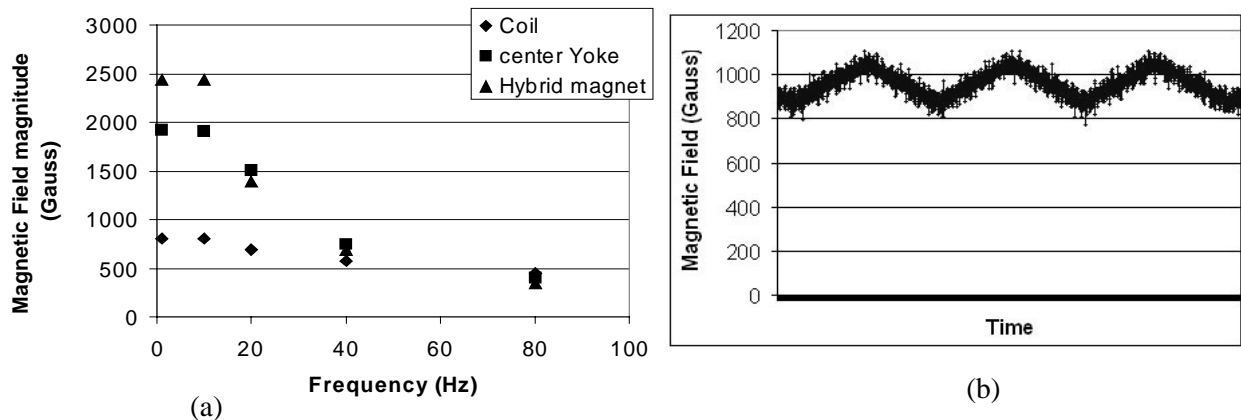 3000
2500
2000
1500
1000
500
0
Magnetic Field magnitude
(Gauss)
0 20 40 60 80 100
Frequency (Hz)
Coil
center Yoke
Hybrid magnet
(a)
1200
1000
800
600
400
200
0
Magnetic Field (Gauss)
Time
(b)